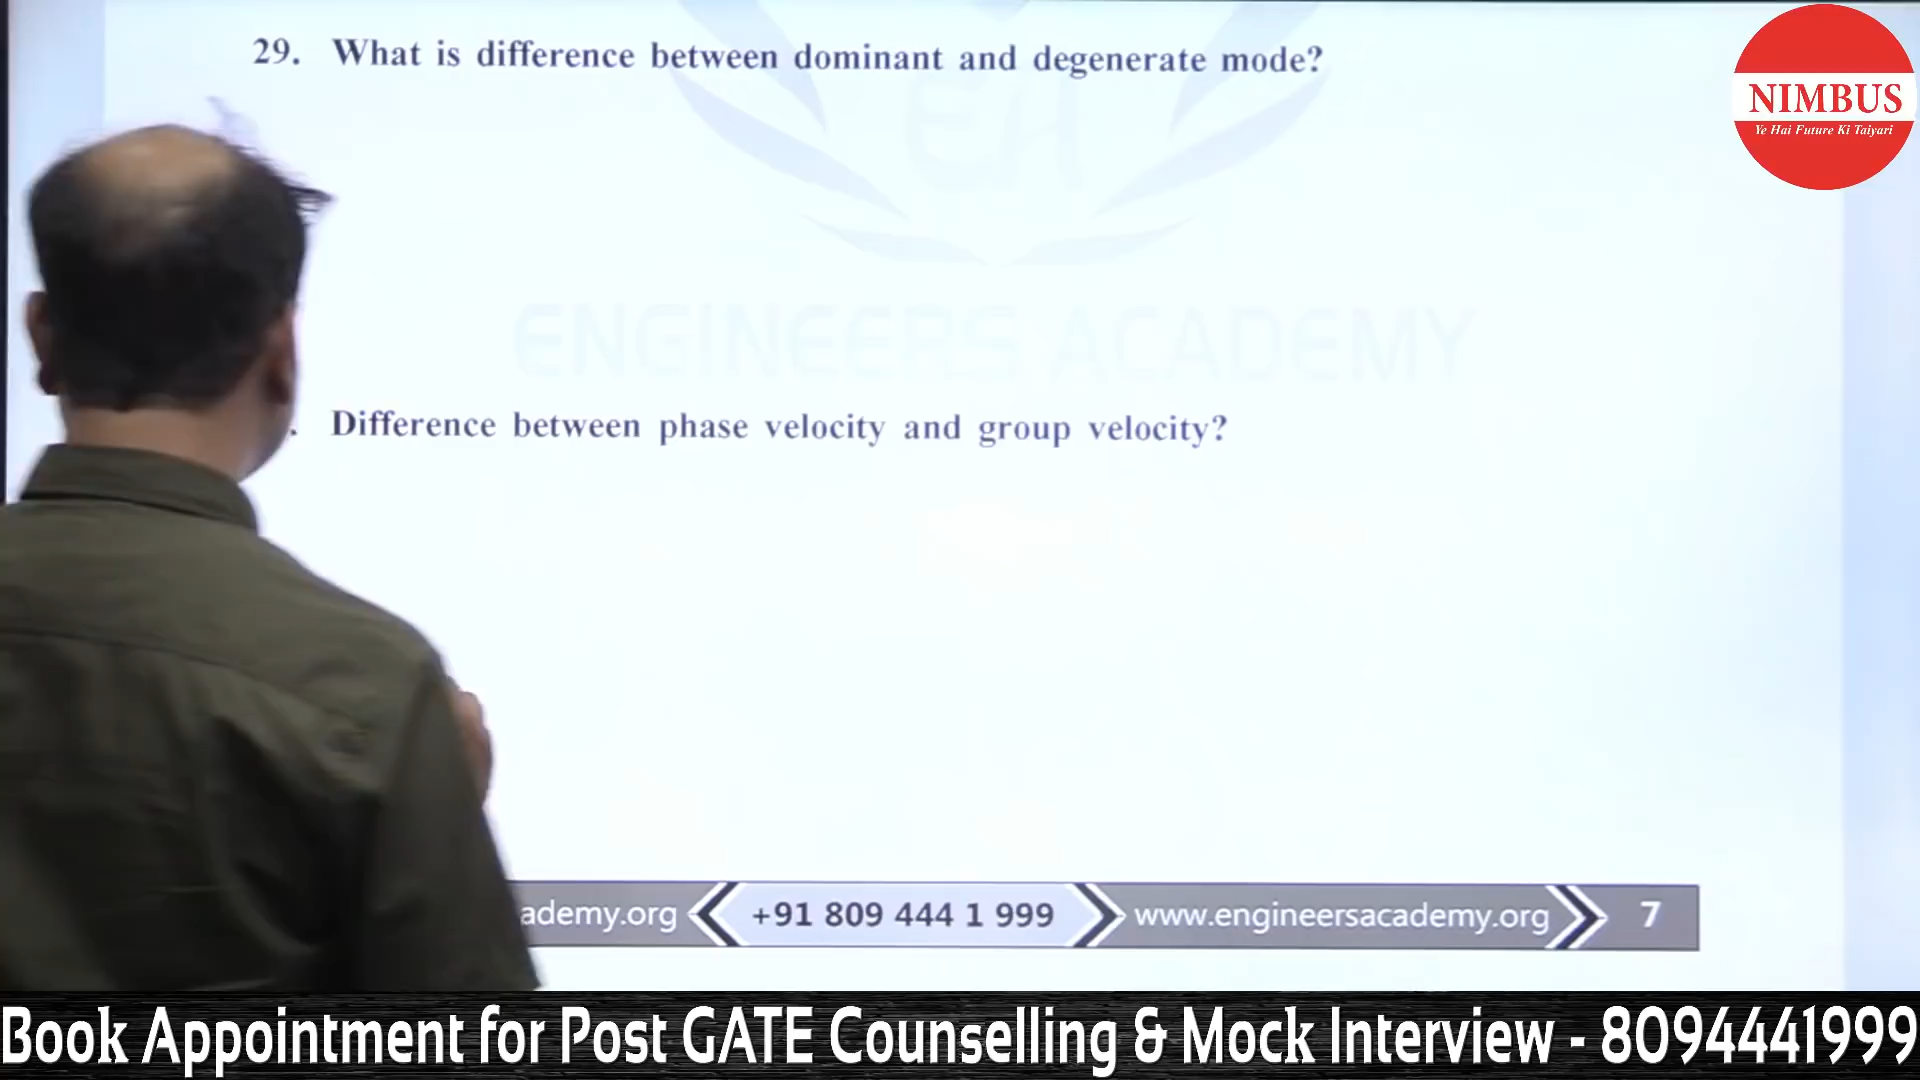 29. What is difference between dominant and degenerate mode?
NIMBUS
Ye Hai Future Ki Taiyari
EA
ENGINEERS ACADEMY
. Difference between phase velocity and group velocity?
ademy.org
+91 809 444 1 999
www.engineersacademy.org
7
Book Appointment for Post GATE Counselling & Mock Interview - 8094441999